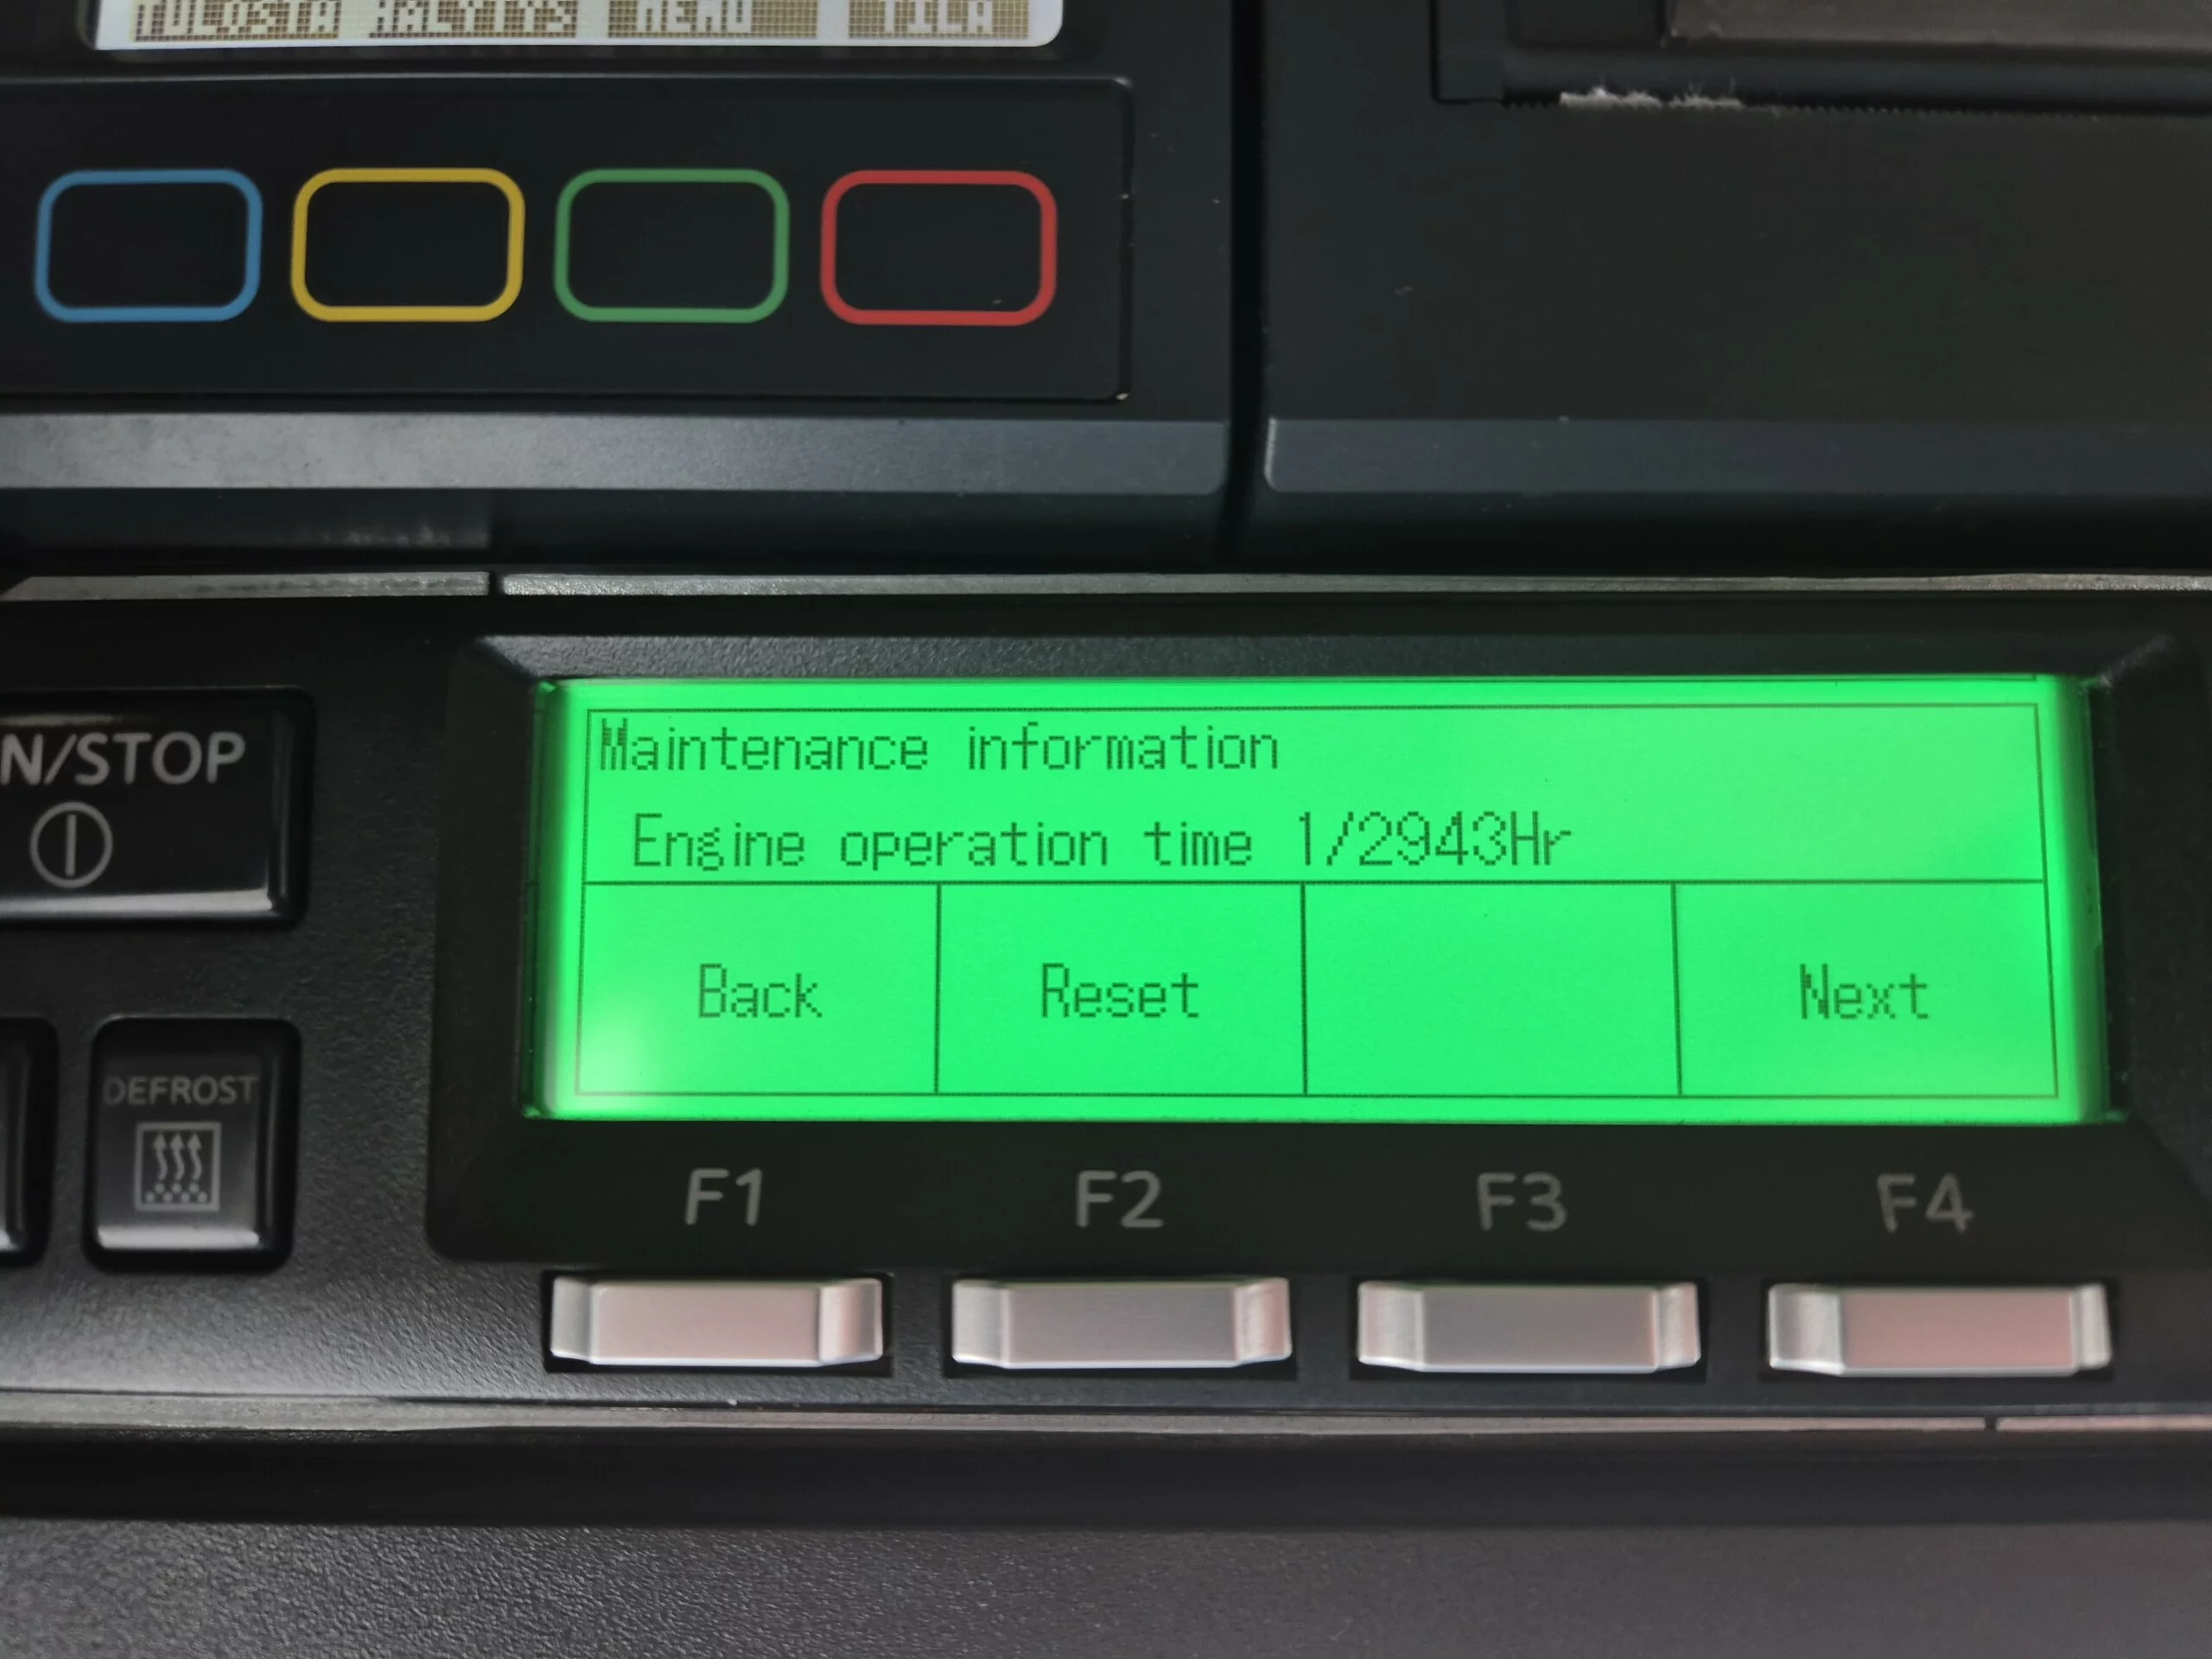 TULOSTA HÄLYTYS MENU TILA
N/STOP
Maintenance information
Engine operation time 1/2943Hr
Back Reset Next
DEFROST
F1 F2 F3 F4